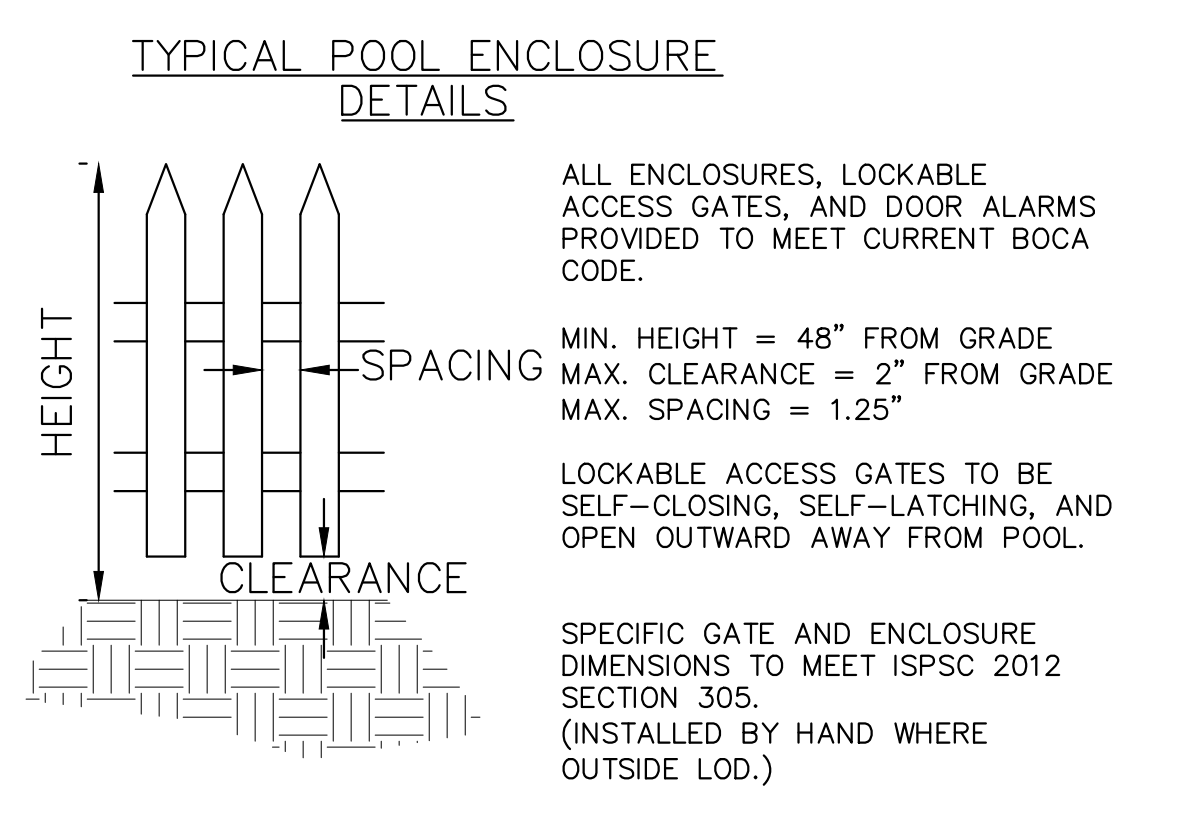 TYPICAL POOL ENCLOSURE
DETAILS
HEIGHT
SPACING
CLEARANCE
ALL ENCLOSURES, LOCKABLE
ACCESS GATES, AND DOOR ALARMS
PROVIDED TO MEET CURRENT BOCA
CODE.
MIN. HEIGHT = 48" FROM GRADE
MAX. CLEARANCE = 2" FROM GRADE
MAX. SPACING = 1.25"
LOCKABLE ACCESS GATES TO BE
SELF-CLOSING, SELF-LATCHING, AND
OPEN OUTWARD AWAY FROM POOL.
SPECIFIC GATE AND ENCLOSURE
DIMENSIONS TO MEET ISPSC 2012
SECTION 305.
(INSTALLED BY HAND WHERE
OUTSIDE LOD.)